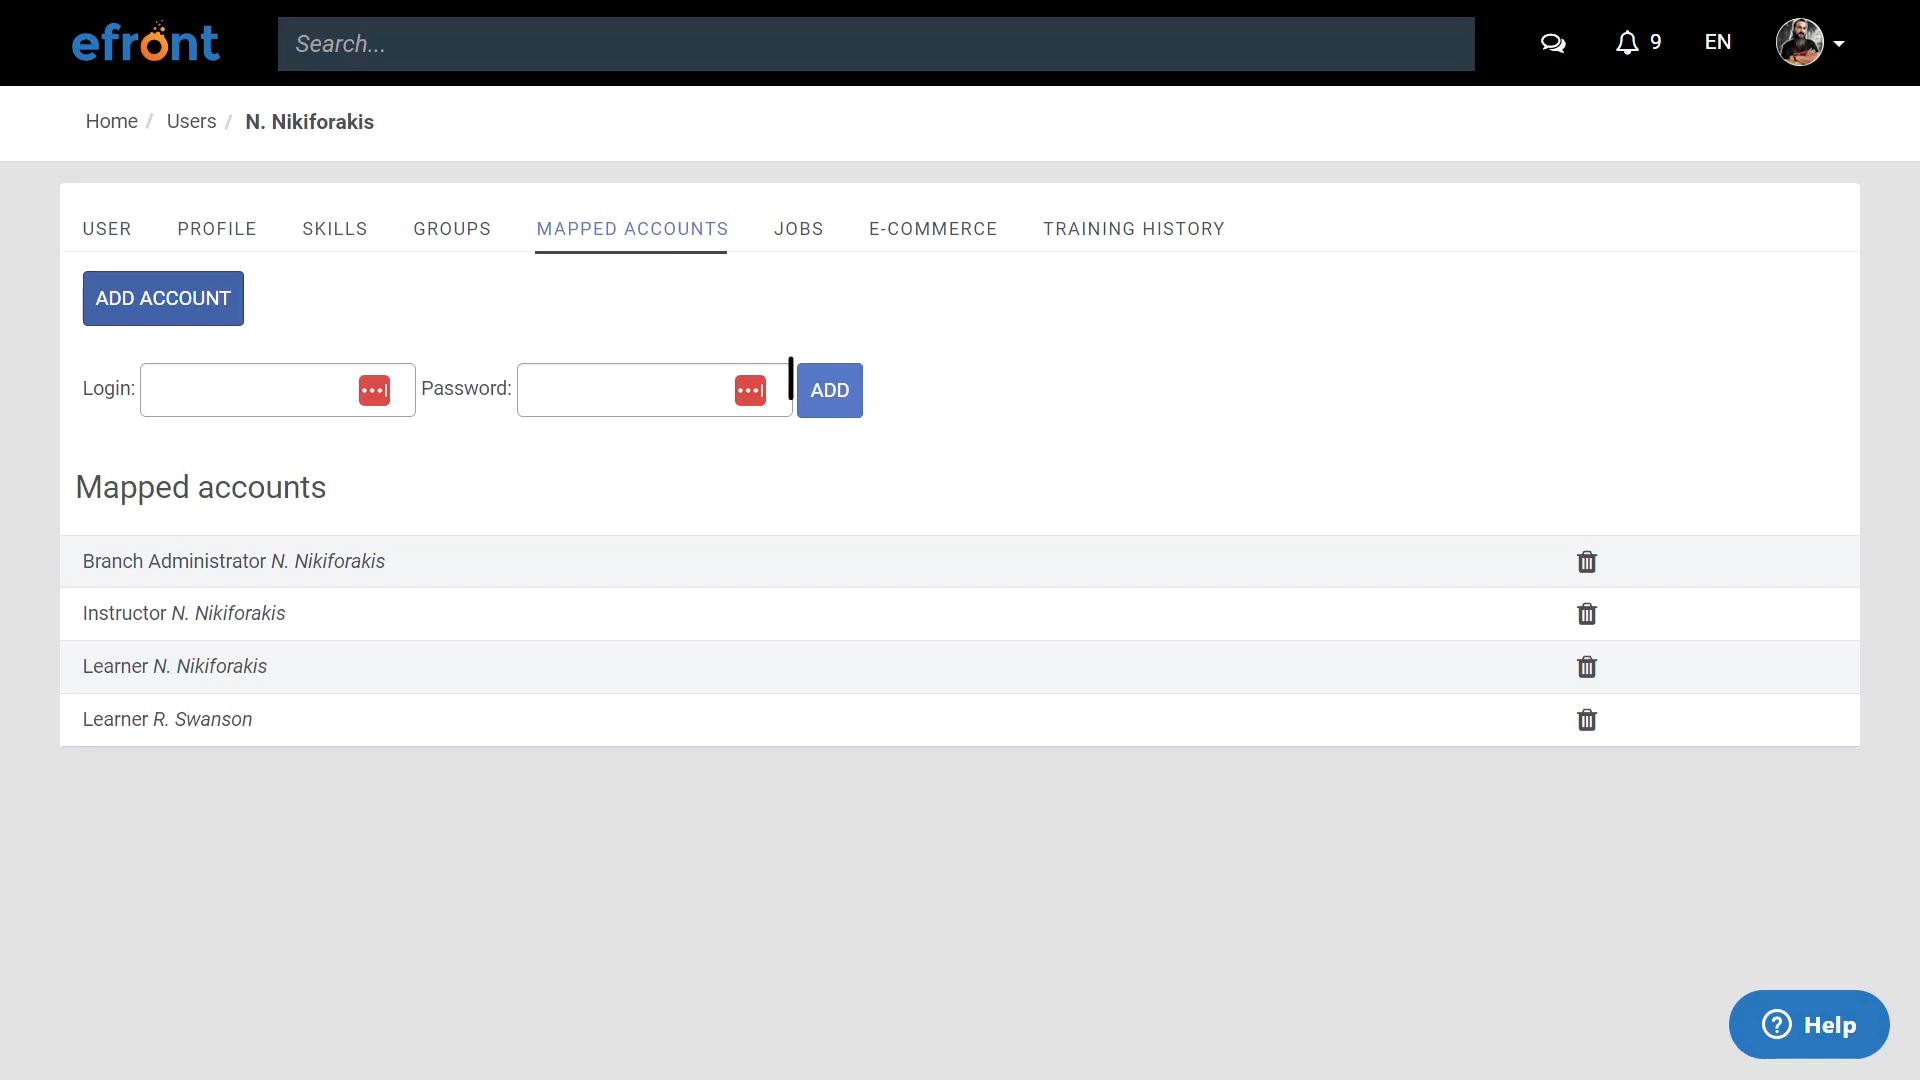 efront
Search...
9
EN
Home / Users / N. Nikiforakis
USER PROFILE SKILLS GROUPS MAPPED ACCOUNTS JOBS E-COMMERCE TRAINING HISTORY
ADD ACCOUNT
Login: Password: ADD
Mapped accounts
Branch Administrator N. Nikiforakis
Instructor N. Nikiforakis
Learner N. Nikiforakis
Learner R. Swanson
? Help